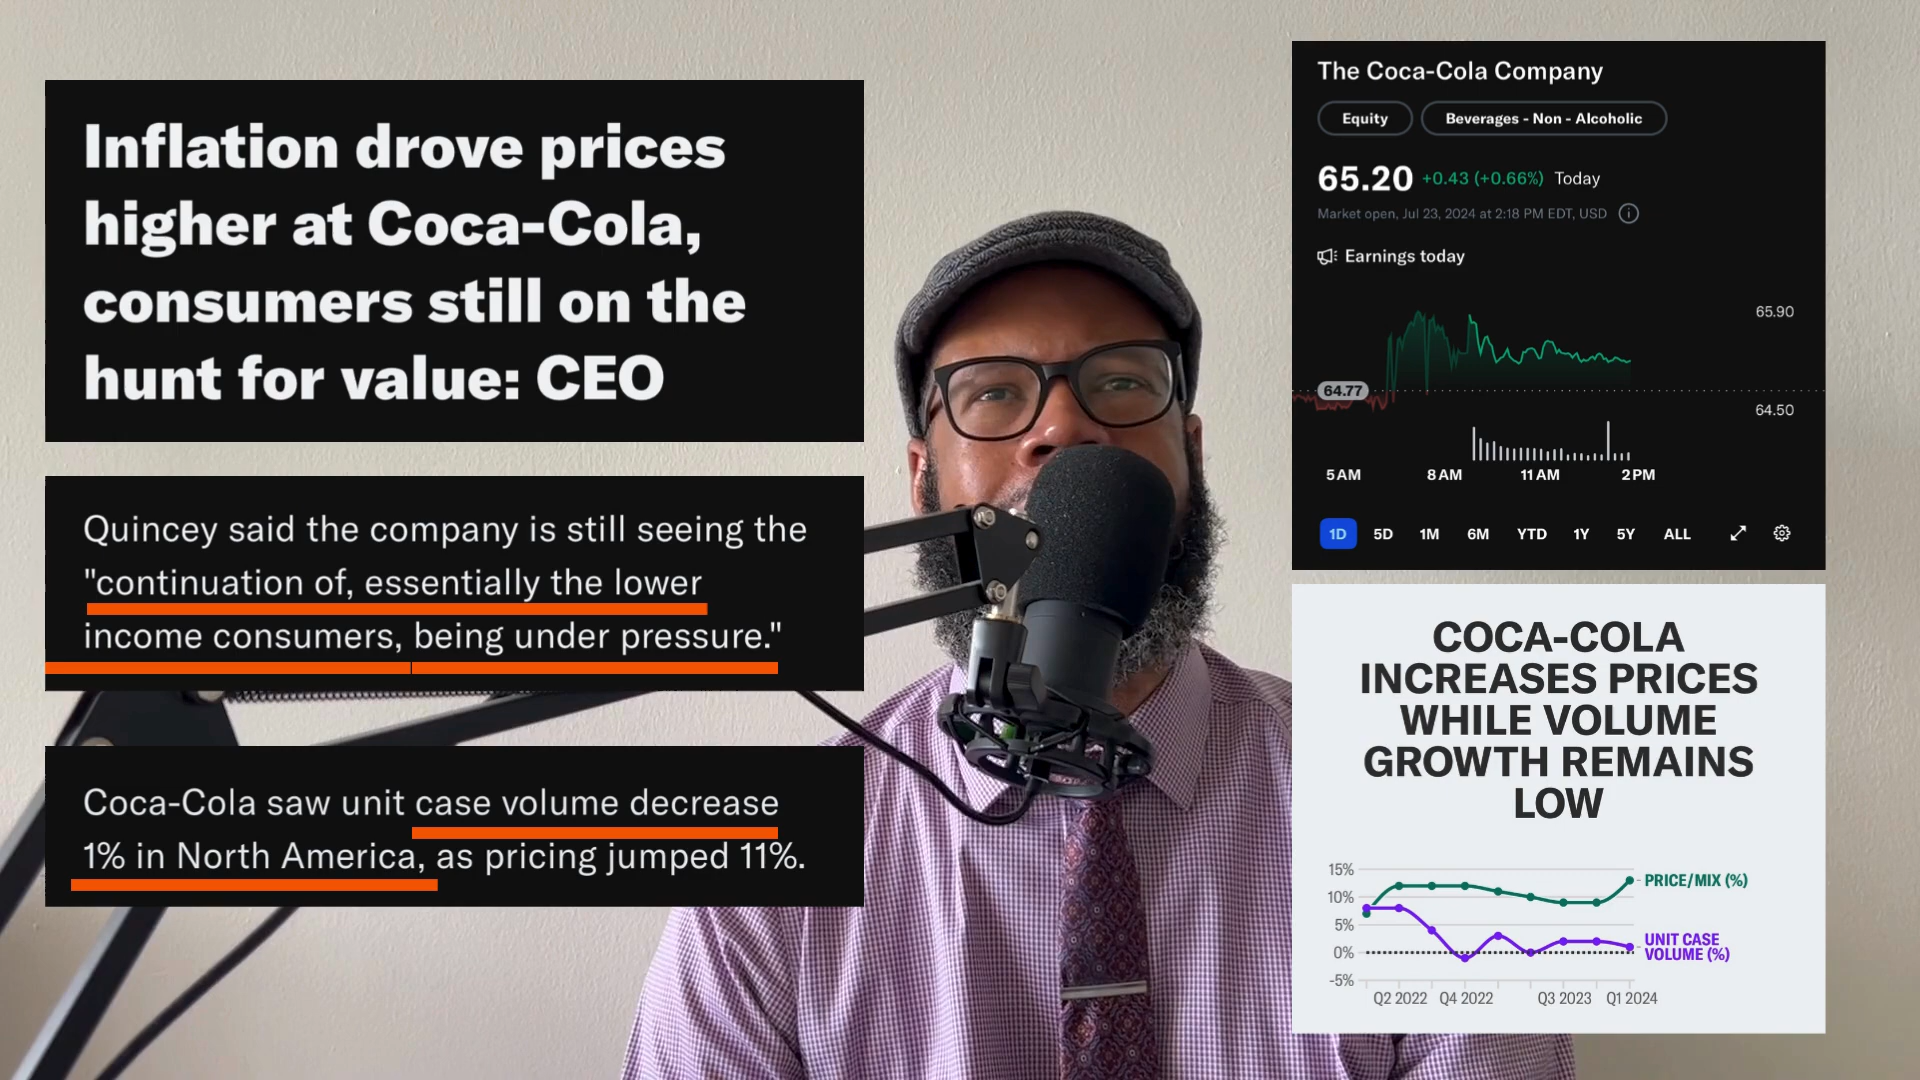 Inflation drove prices
higher at Coca-Cola,
consumers still on the
hunt for value: CEO
Quincey said the company is still seeing the
"continuation of, essentially the lower
income consumers, being under pressure."
Coca-Cola saw unit case volume decrease
1% in North America, as pricing jumped 11%.
The Coca-Cola Company
Equity
Beverages - Non - Alcoholic
65.20 +0.43 (+0.66%) Today
Market open, Jul 23, 2024 at 2:18 PM EDT, USD
Earnings today
65.90
64.77
64.50
5 AM 8 AM 11 AM 2 PM
1D 5D 1M 6M YTD 1Y 5Y ALL
COCA-COLA
INCREASES PRICES
WHILE VOLUME
GROWTH REMAINS
LOW
15%
10%
5%
0%
-5%
PRICE/MIX (%)
UNIT CASE
VOLUME (%)
Q2 2022 Q4 2022 Q3 2023 Q1 2024